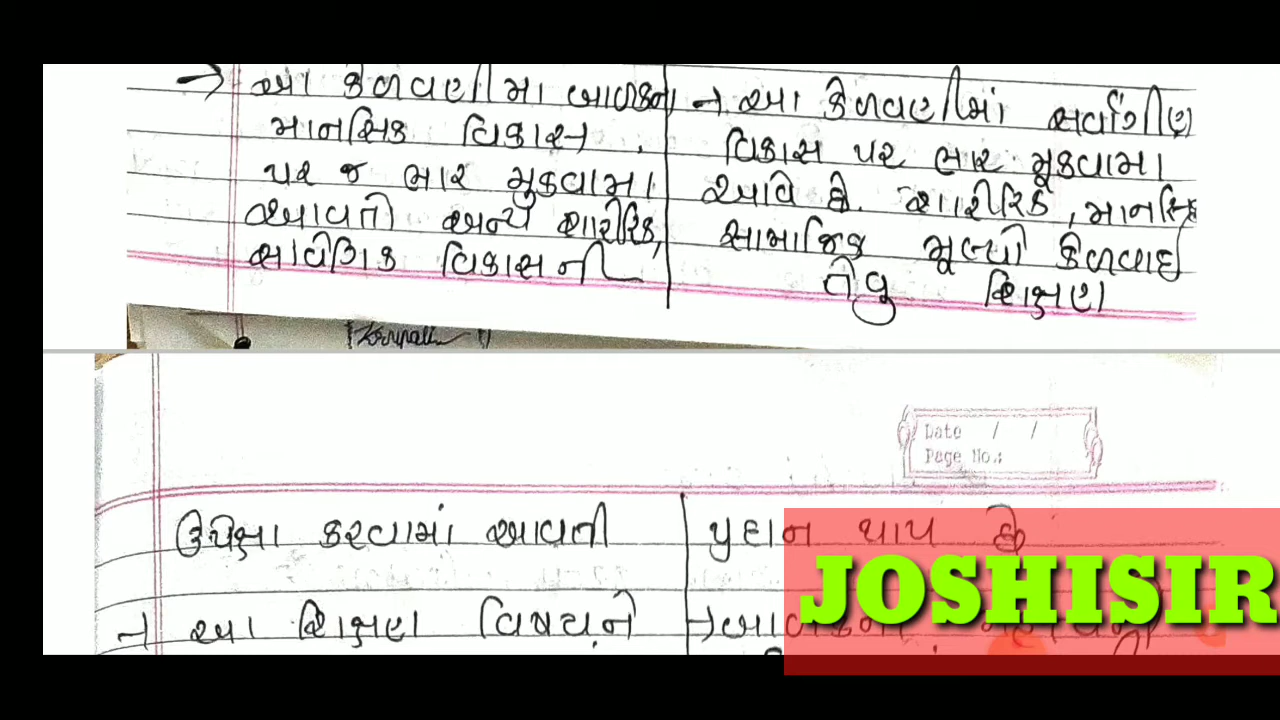 → આ કેળવણીમા બાળકના
માનસિક વિકાસ
પર જ ભાર મુકવામા
આવતો અન્ય શારીરિક,
સાવેગિક વિકાસની
→ આ કેળવણીમાં સર્વાંગીણ
વિકાસ પર ભાર મૂકવામા
આવે છે. શારીરિક, માનસિક
સામાજિક મૂલ્યો કેળવાઇ
તેવુ શિક્ષણ
Date / /
Page No.:
ઉપેક્ષા કરવામાં આવતી
→ આ શિક્ષણ વિષયને
પ્રદાન થાય છે
→ બાળકના
JOSHISIR